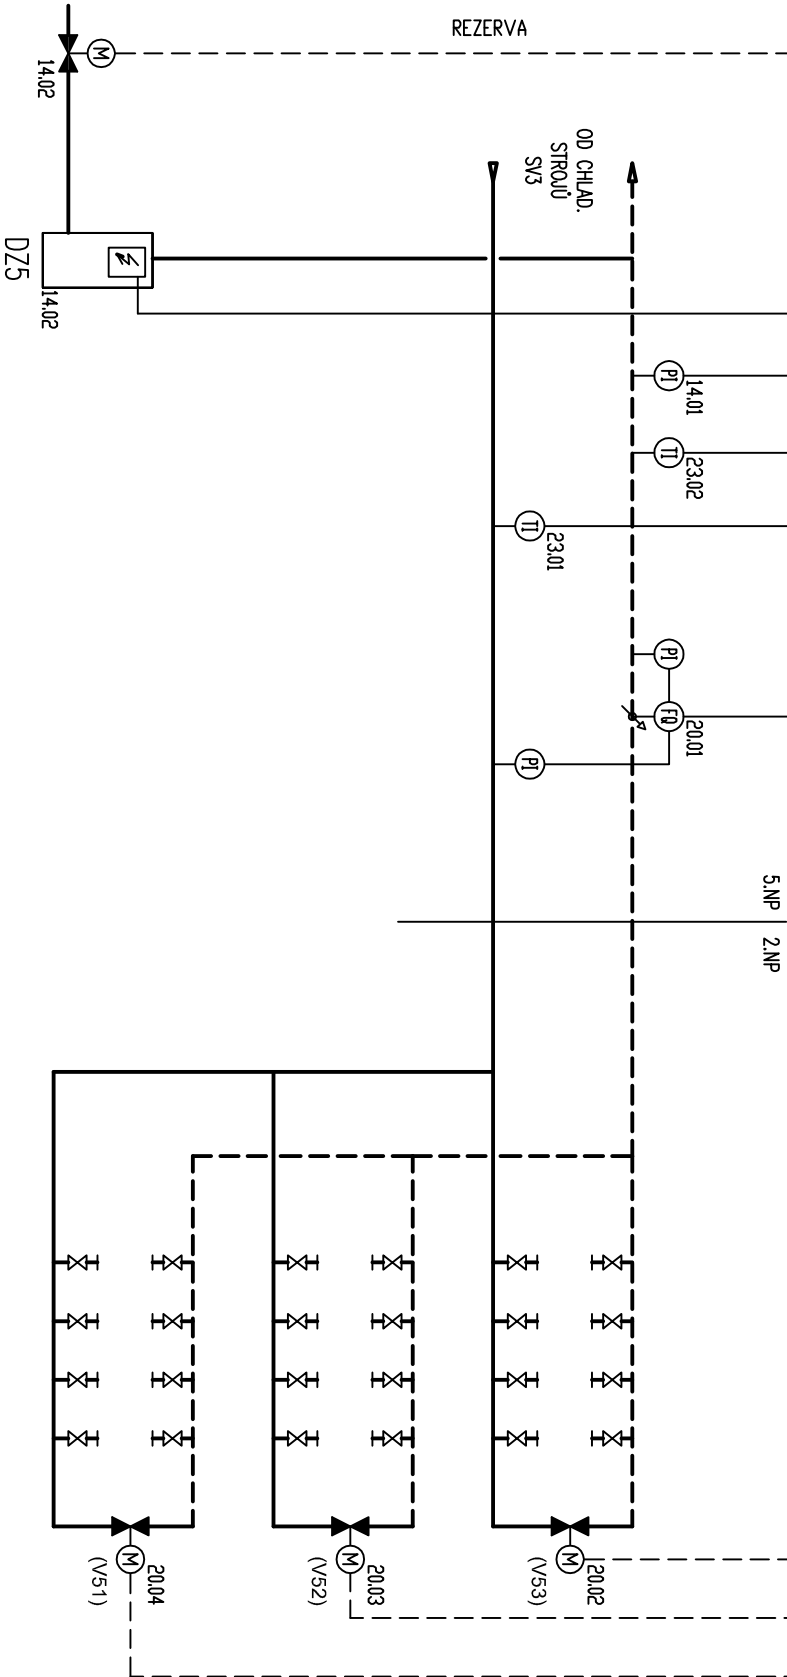 REZERVA
M
14.02
OD CHLAD.
STROJŮ
SV3
DZ5
14.02
PI
14.01
TI
23.02
TI
23.01
PI
FQ
20.01
PI
5.NP
2.NP
M
20.04
(V51)
M
20.03
(V52)
M
20.02
(V53)